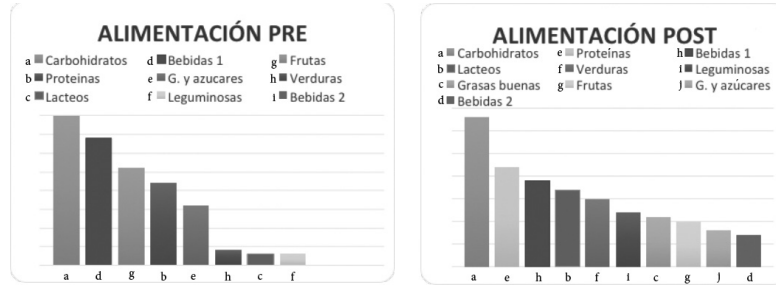 ALIMENTACIÓN PRE
a Carbohidratos d Bebidas 1 g Frutas
b Proteinas e G. y azucares h Verduras
c Lacteos f Leguminosas i Bebidas 2
a d g b e h c f
ALIMENTACIÓN POST
a Carbohidratos e Proteínas h Bebidas 1
b Lacteos f Verduras i Leguminosas
c Grasas buenas g Frutas j G. y azúcares
d Bebidas 2
a e h b f i c g j d